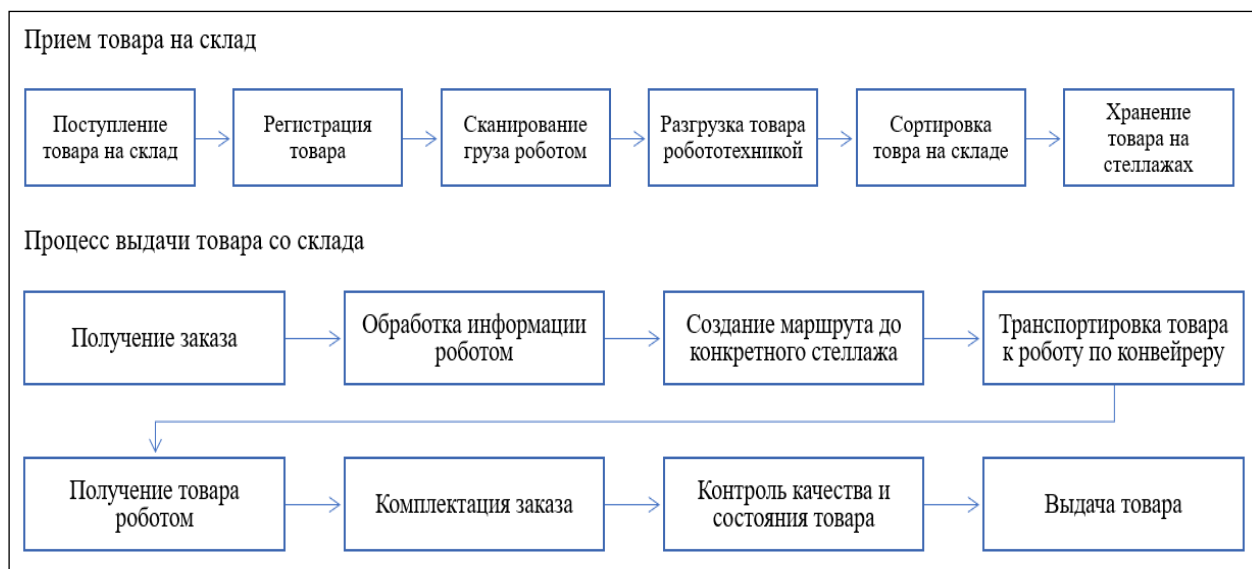 Прием товара на склад
Поступление
товара на склад
Регистрация
товара
Сканирование
груза роботом
Разгрузка товара
робототехникой
Сортировка
товра на складе
Хранение
товара на
стеллажах
Процесс выдачи товара со склада
Получение заказа
Обработка информации
роботом
Создание маршрута до
конкретного стеллажа
Транспортировка товара
к роботу по конвейреру
Получение товара
роботом
Комплектация заказа
Контроль качества и
состояния товара
Выдача товара